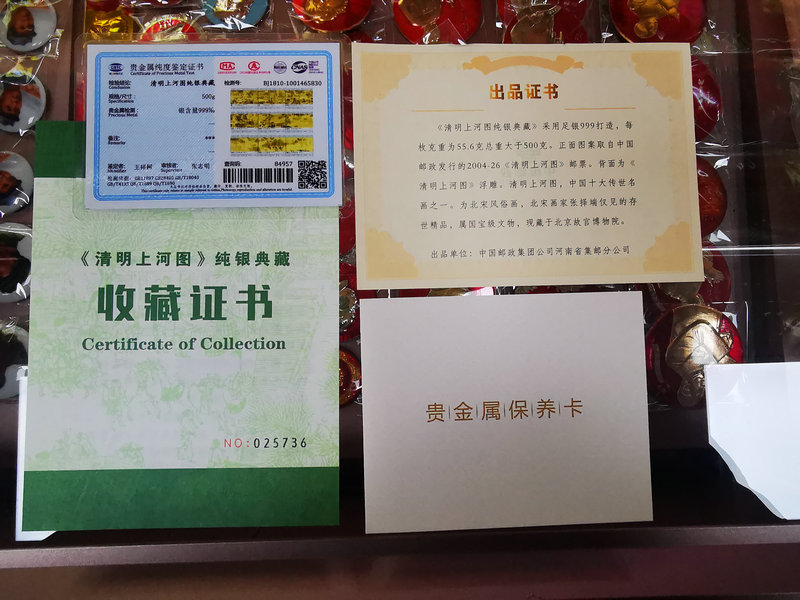 贵金属纯度鉴定证书
Certificate of Precious Metal Test
检验结论: 清明上河图纯银典藏
Conclusion
检测号: BJ1810-1001465830
规格/尺寸: 500g
Specification
贵金属检测: 银含量999‰
Precious Metal
备注: ***
Remarks
鉴定者: 王祥树 审核者: 张志明
Identifier Supervisor
查询码:
84957
MA
CNAS
《清明上河图》纯银典藏
收藏证书
Certificate of Collection
NO:025736
出品证书
《清明上河图纯银典藏》采用足银999打造，每
枚克重为55.6克总重大于500克。正面图案取自中国
邮政发行的2004-26《清明上河图》邮票。背面为《
清明上河图》浮雕。清明上河图，中国十大传世名
画之一。为北宋风俗画，北宋画家张择端仅见的存
世精品，属国宝级文物，现藏于北京故宫博物院。
出品单位：中国邮政集团公司河南省集邮分公司
贵金属保养卡